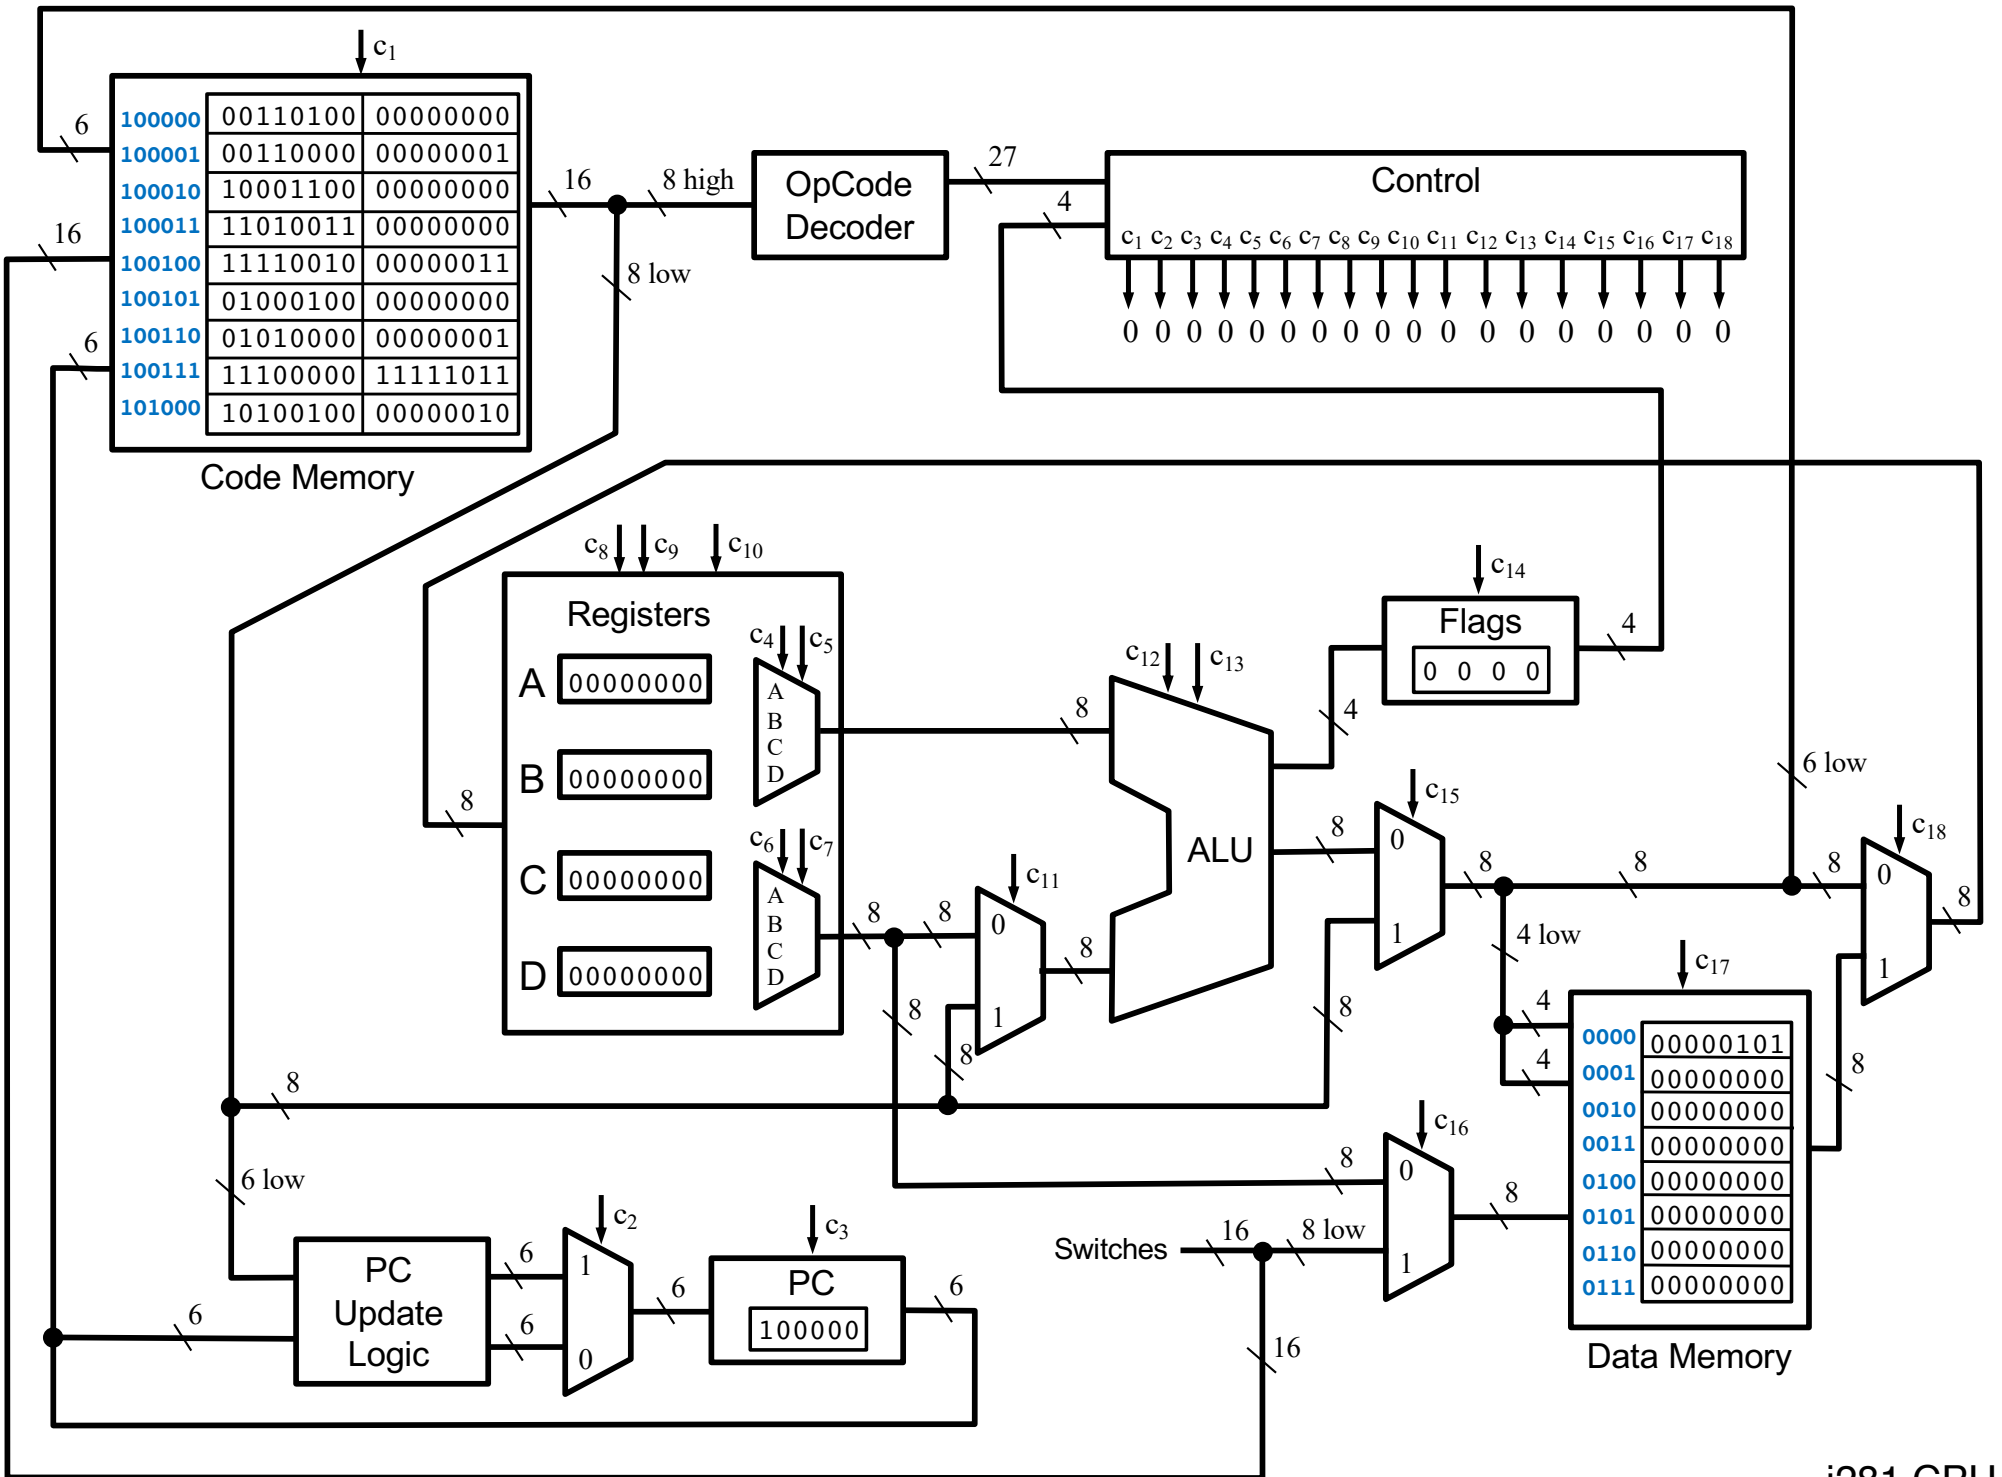 c1
100000 00110100 00000000
100001 00110000 00000001
100010 10001100 00000000
100011 11010011 00000000
100100 11110010 00000011
100101 01000100 00000000
100110 01010000 00000001
100111 11100000 11111011
101000 10100100 00000010
Code Memory
6
16
6
16
8 high
8 low
OpCode
Decoder
27
4
Control
c1 c2 c3 c4 c5 c6 c7 c8 c9 c10 c11 c12 c13 c14 c15 c16 c17 c18
0 0 0 0 0 0 0 0 0 0 0 0 0 0 0 0 0 0
c8 c9 c10
Registers
A 00000000
B 00000000
C 00000000
D 00000000
c4 c5
A
B
C
D
c6 c7
A
B
C
D
8
8
8
8
8
c11
0
1
8
8
c12 c13
ALU
4
c14
Flags
0 0 0 0
4
8
c15
0
1
8
8
8
6 low
8
c18
0
1
8
4 low
4
4
c17
0000 00000101
0001 00000000
0010 00000000
0011 00000000
0100 00000000
0101 00000000
0110 00000000
0111 00000000
Data Memory
8
8
6 low
PC
Update
Logic
6
6
6
c2
1
0
6
c3
PC
100000
6
Switches
16
8 low
16
8
c16
0
1
8
i281 CPU